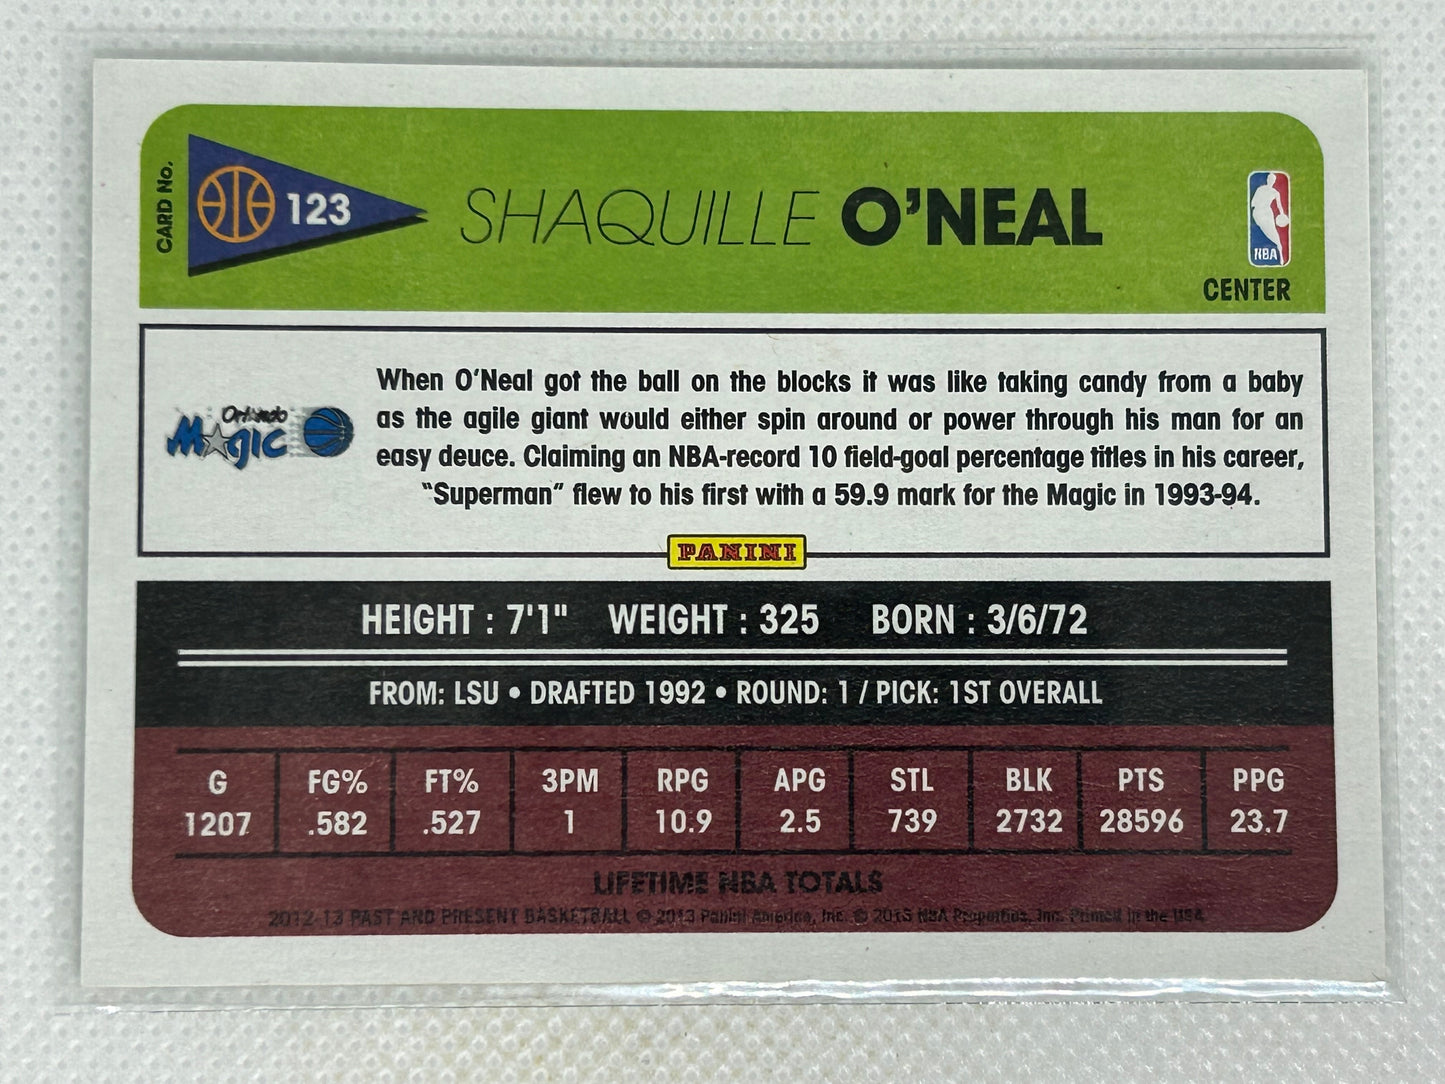 CARD No.
123
SHAQUILLE O'NEAL
NBA
CENTER
Orlando
Magic
When O'Neal got the ball on the blocks it was like taking candy from a baby
as the agile giant would either spin around or power through his man for an
easy deuce. Claiming an NBA-record 10 field-goal percentage titles in his career,
"Superman" flew to his first with a 59.9 mark for the Magic in 1993-94.
PANINI
HEIGHT : 7'1" WEIGHT : 325 BORN : 3/6/72
FROM: LSU • DRAFTED 1992 • ROUND: 1 / PICK: 1ST OVERALL
G FG% FT% 3PM RPG APG STL BLK PTS PPG
1207 .582 .527 1 10.9 2.5 739 2732 28596 23.7
LIFETIME NBA TOTALS
2012-13 PAST AND PRESENT BASKETBALL © 2013 Panini America, Inc. © 2013 NBA Properties, Inc. Printed in the USA